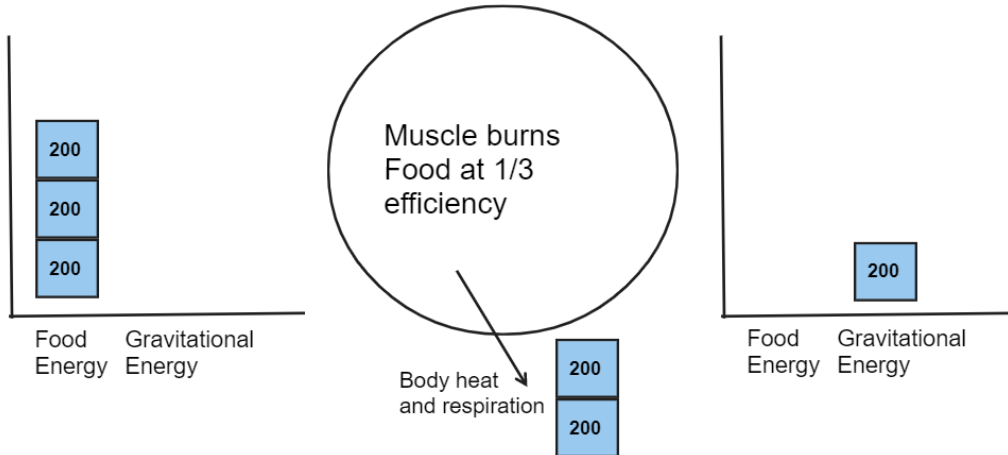 200
200
200
Food Gravitational
Energy Energy
Muscle burns
Food at 1/3
efficiency
Body heat
and respiration
200
200
200
Food Gravitational
Energy Energy